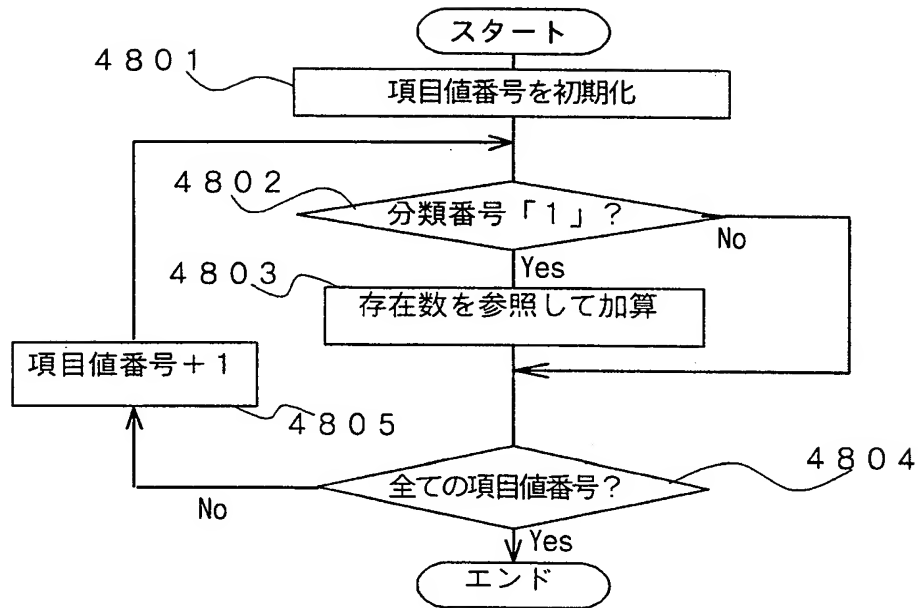 スタート
4801
項目値番号を初期化
4802
分類番号「1」?
No
Yes
4803
存在数を参照して加算
項目値番号+1
4805
4804
全ての項目値番号?
No
Yes
エンド